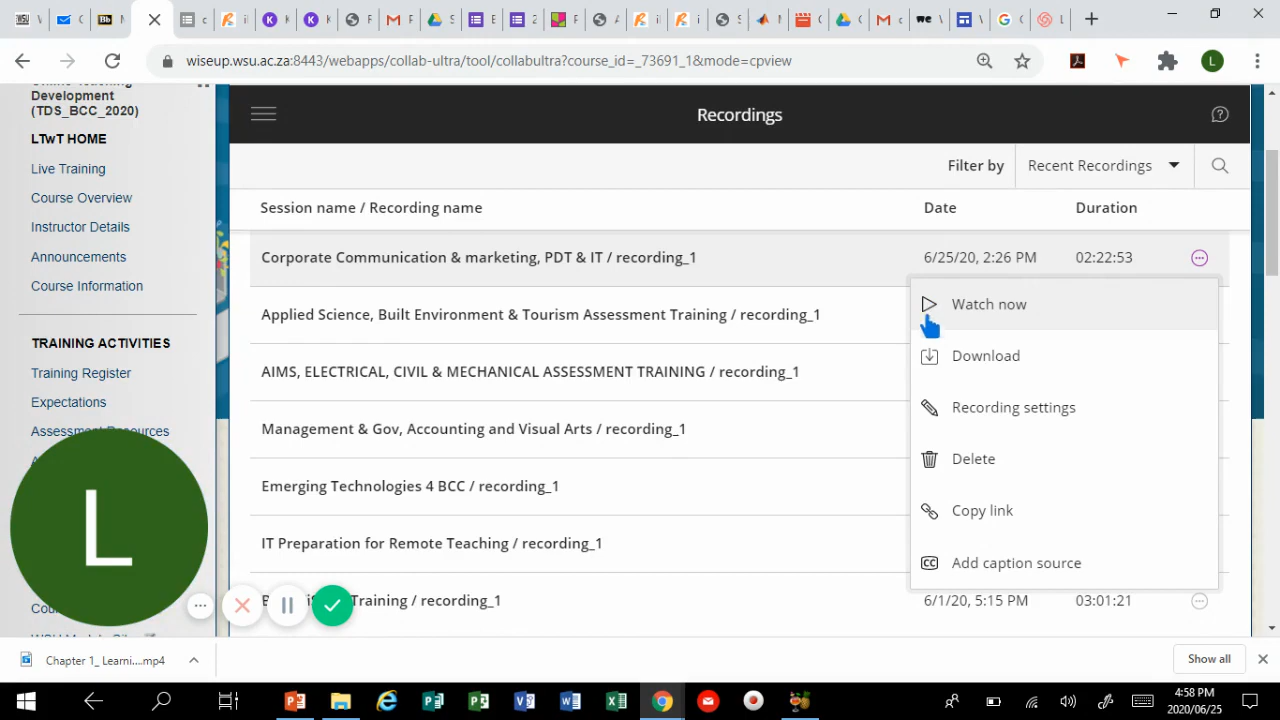 wiseup.wsu.ac.za:8443/webapps/collab-ultra/tool/collabultra?course_id=_73691_1&mode=cpview
L
Development
(TDS_BCC_2020)
LTwT HOME
Live Training
Course Overview
Instructor Details
Announcements
Course Information
TRAINING ACTIVITIES
Training Register
Expectations
Assessment Resources
L
Recordings
Filter by
Recent Recordings
Session name / Recording name
Date
Duration
Corporate Communication & marketing, PDT & IT / recording_1
6/25/20, 2:26 PM
02:22:53
Applied Science, Built Environment & Tourism Assessment Training / recording_1
AIMS, ELECTRICAL, CIVIL & MECHANICAL ASSESSMENT TRAINING / recording_1
Management & Gov, Accounting and Visual Arts / recording_1
Emerging Technologies 4 BCC / recording_1
IT Preparation for Remote Teaching / recording_1
Training / recording_1
6/1/20, 5:15 PM
03:01:21
Watch now
Download
Recording settings
Delete
Copy link
CC Add caption source
Chapter 1_ Learni....mp4
Show all
4:58 PM
2020/06/25